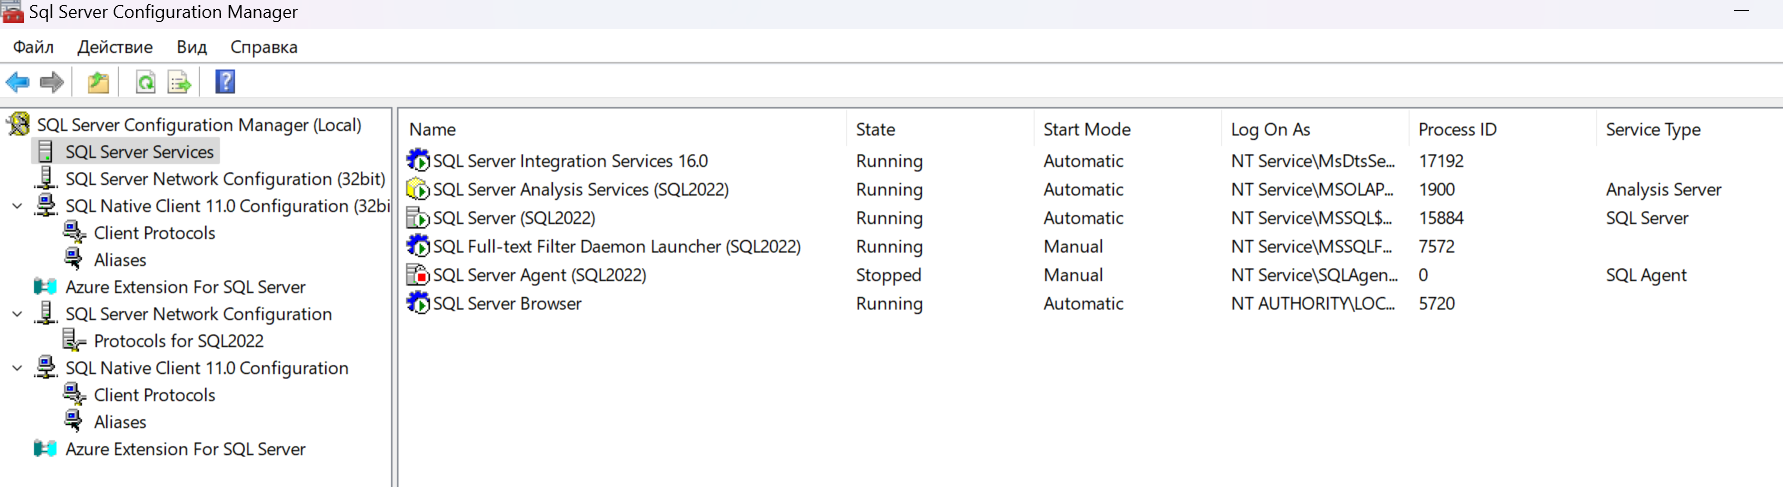 Sql Server Configuration Manager
Файл Действие Вид Справка
SQL Server Configuration Manager (Local)
SQL Server Services
SQL Server Network Configuration (32bit)
SQL Native Client 11.0 Configuration (32bi
Client Protocols
Aliases
Azure Extension For SQL Server
SQL Server Network Configuration
Protocols for SQL2022
SQL Native Client 11.0 Configuration
Client Protocols
Aliases
Azure Extension For SQL Server
Name State Start Mode Log On As Process ID Service Type
SQL Server Integration Services 16.0 Running Automatic NT Service\MsDtsSe... 17192
SQL Server Analysis Services (SQL2022) Running Automatic NT Service\MSOLAP... 1900 Analysis Server
SQL Server (SQL2022) Running Automatic NT Service\MSSQL$... 15884 SQL Server
SQL Full-text Filter Daemon Launcher (SQL2022) Running Manual NT Service\MSSQLF... 7572
SQL Server Agent (SQL2022) Stopped Manual NT Service\SQLAgen... 0 SQL Agent
SQL Server Browser Running Automatic NT AUTHORITY\LOC... 5720